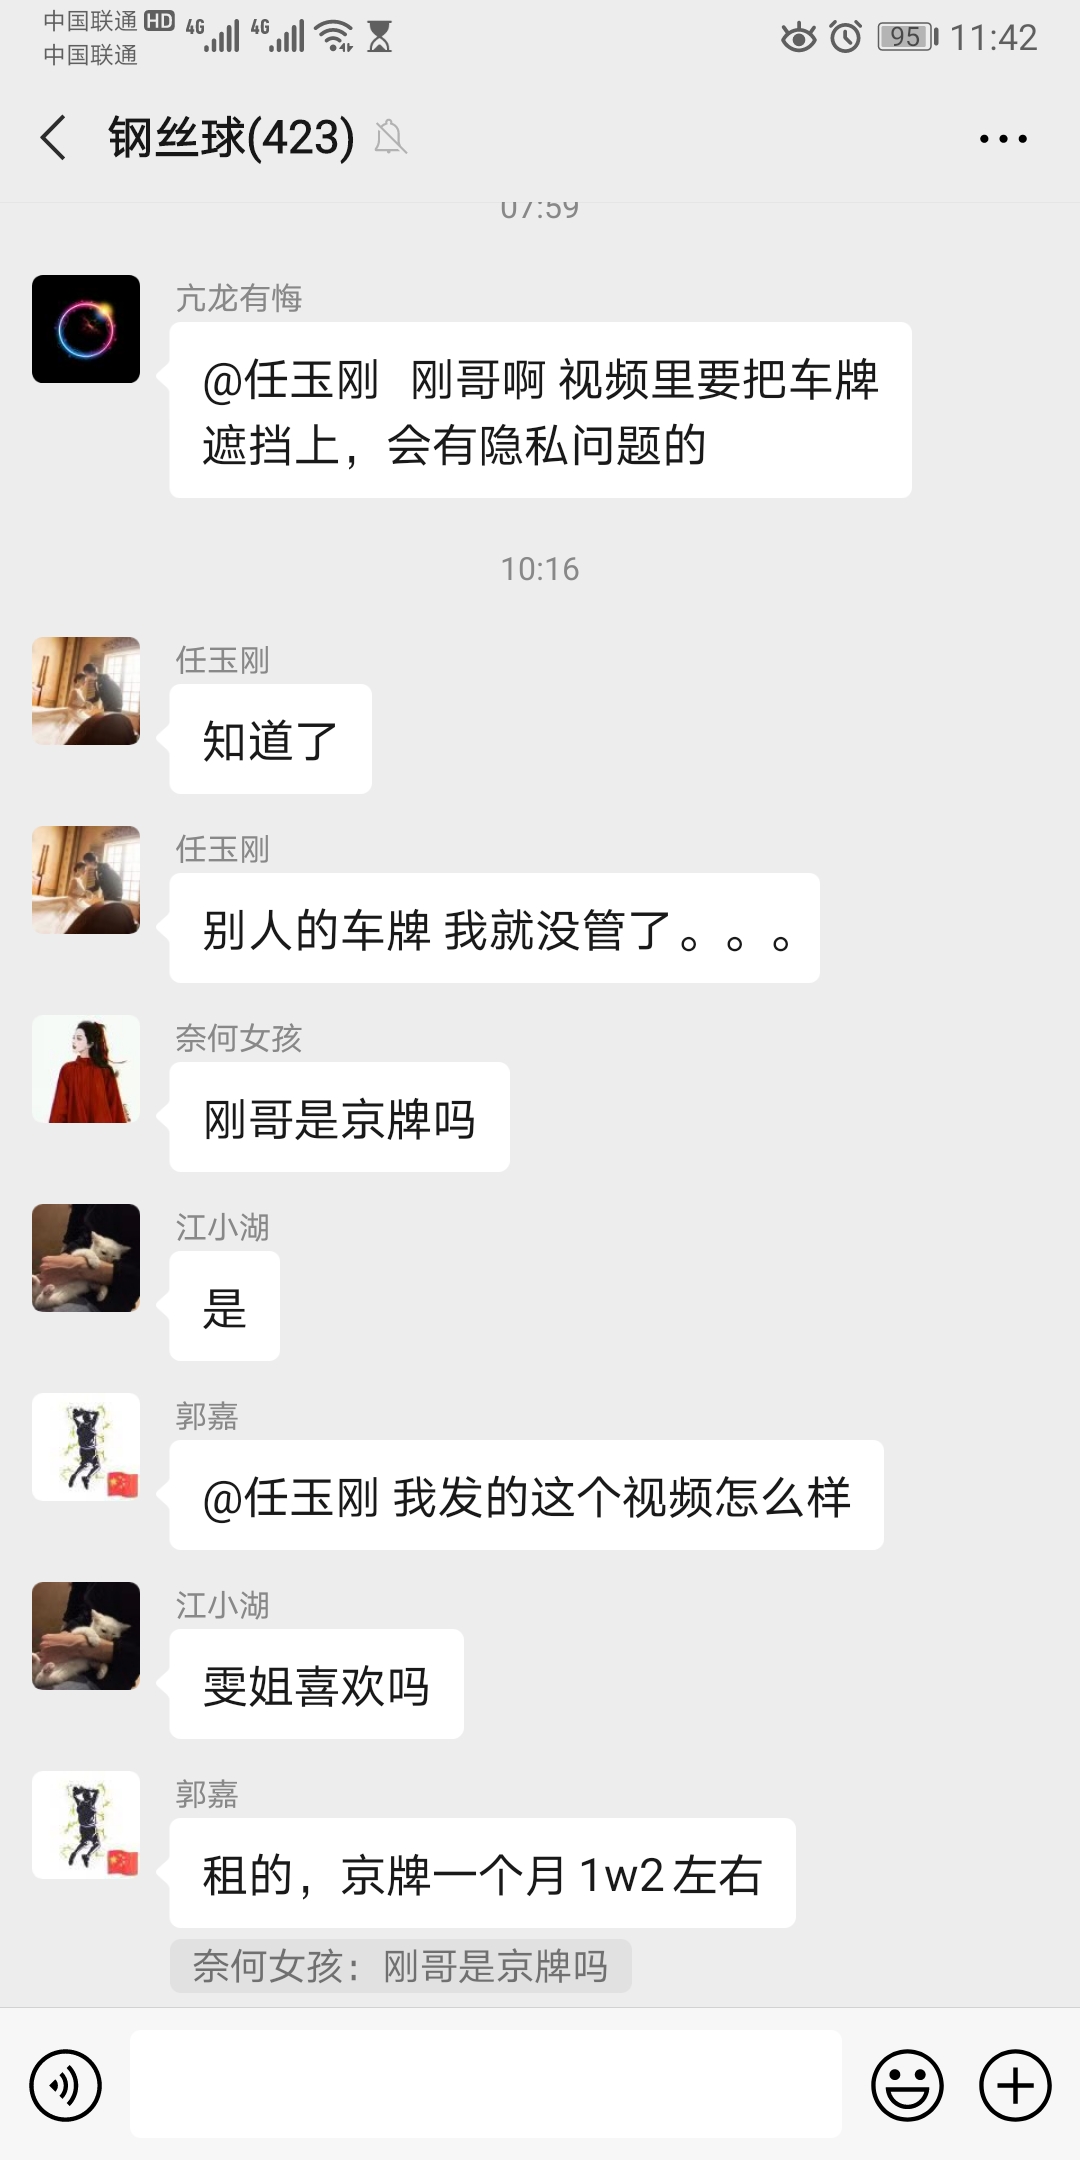 中国联通 HD 4G 4G 95 11:42
中国联通
钢丝球(423)
07:59
亢龙有悔
@任玉刚 刚哥啊 视频里要把车牌
遮挡上，会有隐私问题的
10:16
任玉刚
知道了
任玉刚
别人的车牌 我就没管了。。。
奈何女孩
刚哥是京牌吗
江小湖
是
郭嘉
@任玉刚 我发的这个视频怎么样
江小湖
雯姐喜欢吗
郭嘉
租的，京牌一个月1w2左右
奈何女孩：刚哥是京牌吗